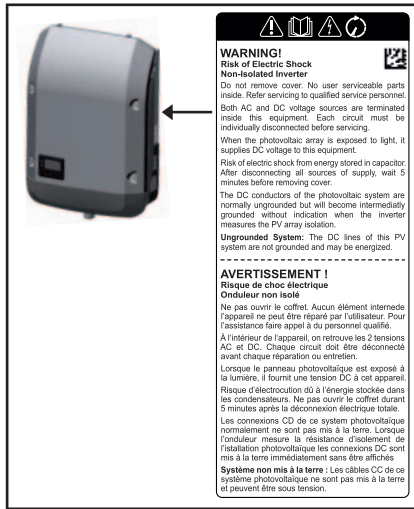 WARNING!
Risk of Electric Shock
Non-Isolated Inverter
Do not remove cover. No user serviceable parts
inside. Refer servicing to qualified service personnel.
Both AC and DC voltage sources are terminated
inside this equipment. Each circuit must be
individually disconnected before servicing.
When the photovoltaic array is exposed to light, it
supplies DC voltage to this equipment.
Risk of electric shock from energy stored in capacitor.
After disconnecting all sources of supply, wait 5
minutes before removing cover.
The DC conductors of the photovoltaic system are
normally ungrounded but will become intermediatly
grounded without indication when the inverter
measures the PV array isolation.
Ungrounded System: The DC lines of this PV
system are not grounded and may be energized.
AVERTISSEMENT !
Risque de choc électrique
Onduleur non isolé
Ne pas ouvrir le coffret. Aucun élément internede
l'appareil ne peut être réparé par l'utilisateur. Pour
l'assistance faire appel à du personnel qualifié.
À l'intérieur de l'appareil, on retrouve les 2 tensions
AC et DC. Chaque circuit doit être déconnecté
avant chaque réparation ou entretien.
Lorsque le panneau photovoltaïque est exposé à
la lumière, il fournit une tension DC à cet appareil.
Risque d'électrocution dû à l'énergie stockée dans
les condensateurs. Ne pas ouvrir le coffret durant
5 minutes après la déconnexion électrique totale.
Les connexions CD de ce system photovoltaïque
normalement ne sont pas mis à la terre. Lorsque
l'onduleur mesure la résistance d'isolement de
l'istallation photovoltaïque les connexions DC sont
mis à la terre immédiatement sans être affichés
Système non mis à la terre : Les câbles CC de ce
système photovoltaïque ne sont pas mis à la terre
et peuvent être sous tension.